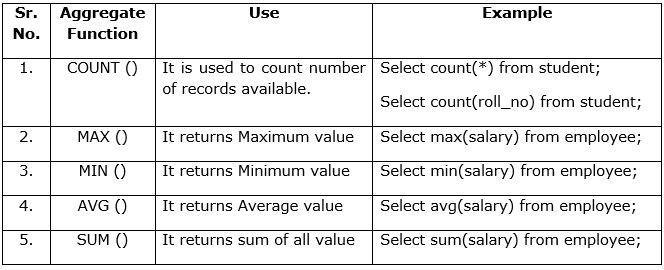 Sr. No. Aggregate Function Use Example
1. COUNT () It is used to count number of records available. Select count(*) from student;
Select count(roll_no) from student;
2. MAX () It returns Maximum value Select max(salary) from employee;
3. MIN () It returns Minimum value Select min(salary) from employee;
4. AVG () It returns Average value Select avg(salary) from employee;
5. SUM () It returns sum of all value Select sum(salary) from employee;